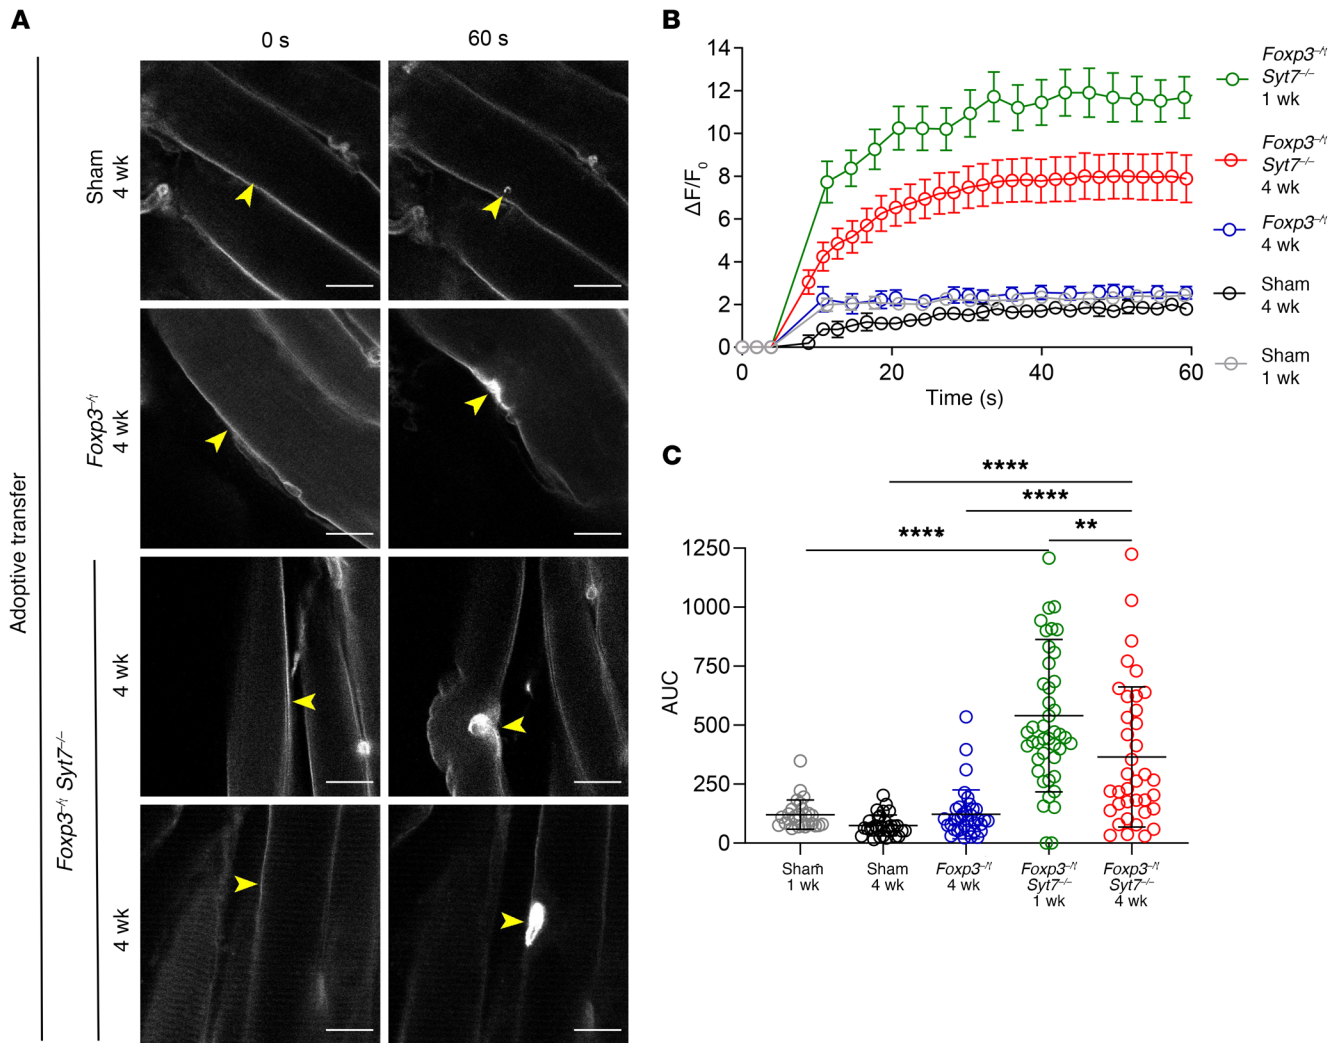 A
0 s
60 s
Adoptive transfer
Sham
4 wk
Foxp3–/Y
4 wk
Foxp3–/Y Syt7–/–
4 wk
4 wk
B
ΔF/F0
14
12
10
8
6
4
2
0
0
20
40
60
Time (s)
Foxp3–/Y
Syt7–/–
1 wk
Foxp3–/Y
Syt7–/–
4 wk
Foxp3–/Y
4 wk
Sham
4 wk
Sham
1 wk
C
****
****
**
****
AUC
1250
1000
750
500
250
0
Sham
1 wk
Sham
4 wk
Foxp3–/Y
4 wk
Foxp3–/Y
Syt7–/–
1 wk
Foxp3–/Y
Syt7–/–
4 wk